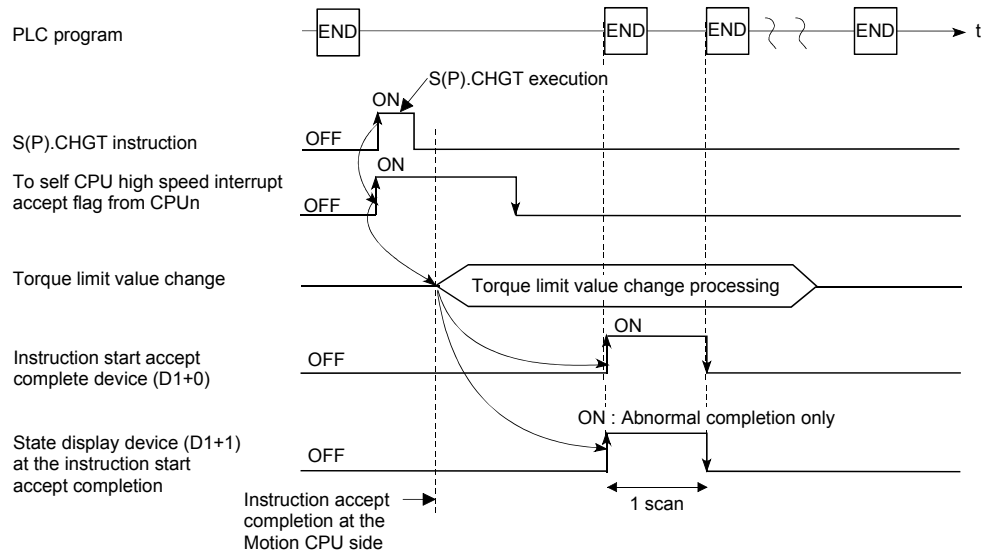 PLC program
END
END
END
END
t
S(P).CHGT execution
ON
S(P).CHGT instruction
OFF
ON
To self CPU high speed interrupt
accept flag from CPUn
OFF
Torque limit value change
Torque limit value change processing
ON
Instruction start accept
complete device (D1+0)
OFF
ON : Abnormal completion only
State display device (D1+1)
at the instruction start
accept completion
OFF
Instruction accept
completion at the
Motion CPU side
1 scan